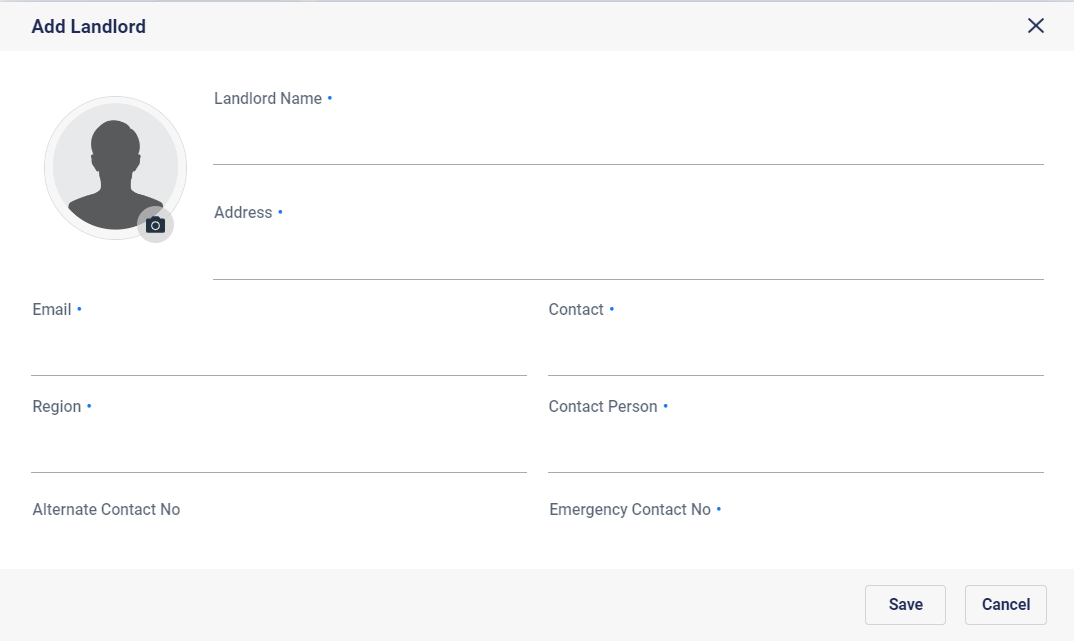 Add Landlord
Landlord Name •
Address •
Email •
Contact •
Region •
Contact Person •
Alternate Contact No
Emergency Contact No •
Save
Cancel